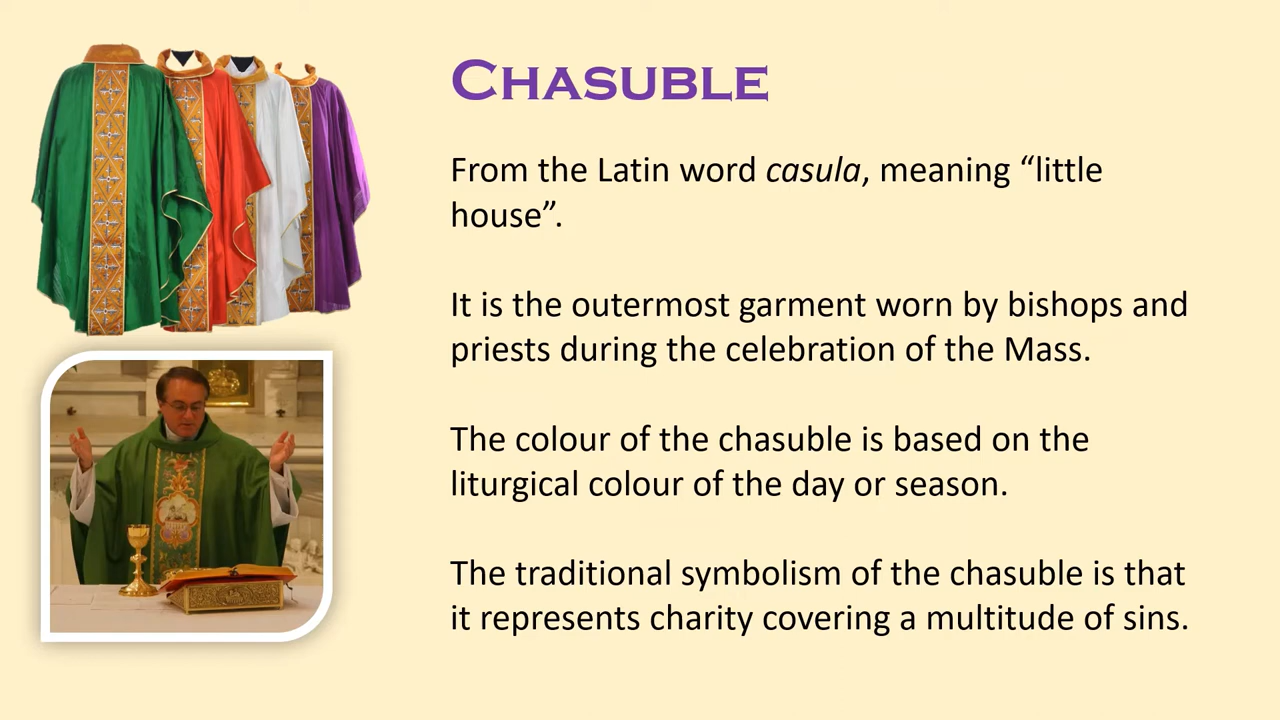 CHASUBLE
From the Latin word casula, meaning “little
house”.
It is the outermost garment worn by bishops and
priests during the celebration of the Mass.
The colour of the chasuble is based on the
liturgical colour of the day or season.
The traditional symbolism of the chasuble is that
it represents charity covering a multitude of sins.